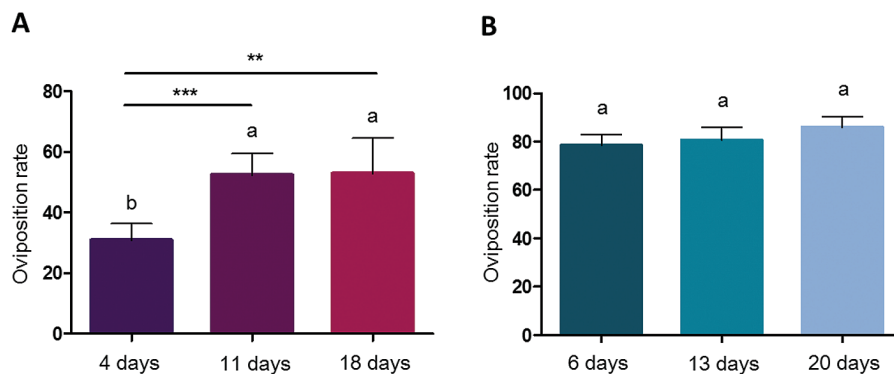 A
**
***
80
60
40
20
0
Oviposition rate
b
a
a
4 days
11 days
18 days
B
100
80
60
40
20
0
Oviposition rate
a
a
a
6 days
13 days
20 days